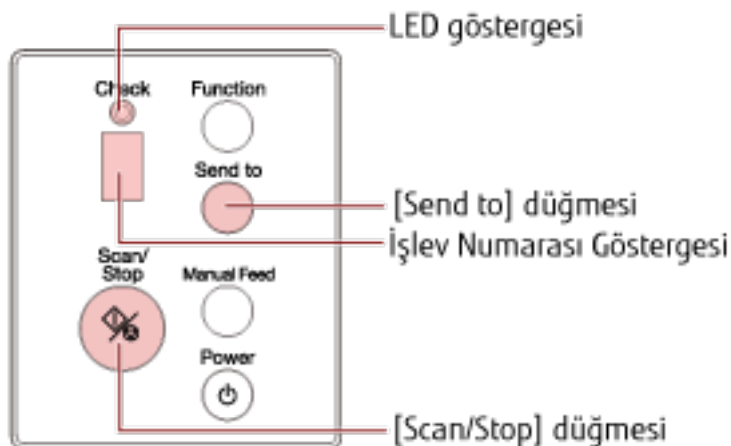 LED göstergesi
Check
Function
Send to
[Send to] düğmesi
İşlev Numarası Göstergesi
Scan/
Stop
Manual Feed
Power
[Scan/Stop] düğmesi